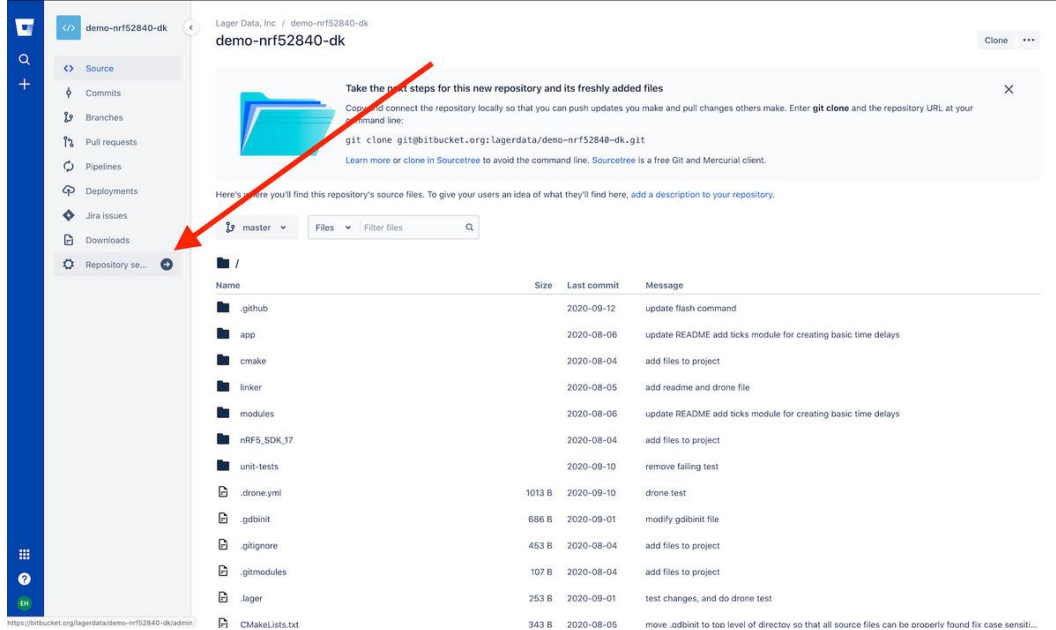 demo-nrf52840-dk
Source
Commits
Branches
Pull requests
Pipelines
Deployments
Jira issues
Downloads
Repository se...
EH
https://bitbucket.org/lagerdata/demo-nrf52840-dk/admin
Lager Data, Inc / demo-nrf52840-dk
demo-nrf52840-dk
Clone
Take the next steps for this new repository and its freshly added files
Copy and connect the repository locally so that you can push updates you make and pull changes others make. Enter git clone and the repository URL at your
command line:
git clone git@bitbucket.org:lagerdata/demo-nrf52840-dk.git
Learn more or clone in Sourcetree to avoid the command line. Sourcetree is a free Git and Mercurial client.
Here's where you'll find this repository's source files. To give your users an idea of what they'll find here, add a description to your repository.
master Files Filter files
/
Name Size Last commit Message
.github 2020-09-12 update flash command
app 2020-08-06 update README add ticks module for creating basic time delays
cmake 2020-08-04 add files to project
linker 2020-08-05 add readme and drone file
modules 2020-08-06 update README add ticks module for creating basic time delays
nRF5_SDK_17 2020-08-04 add files to project
unit-tests 2020-09-10 remove failing test
.drone.yml 1013 B 2020-09-10 drone test
.gdbinit 686 B 2020-09-01 modify gdibinit file
.gitignore 453 B 2020-08-04 add files to project
.gitmodules 107 B 2020-08-04 add files to project
.lager 253 B 2020-09-01 test changes, and do drone test
CMakeLists.txt 343 B 2020-08-05 move .gdbinit to top level of directoy so that all source files can be properly found fix case sensiti...